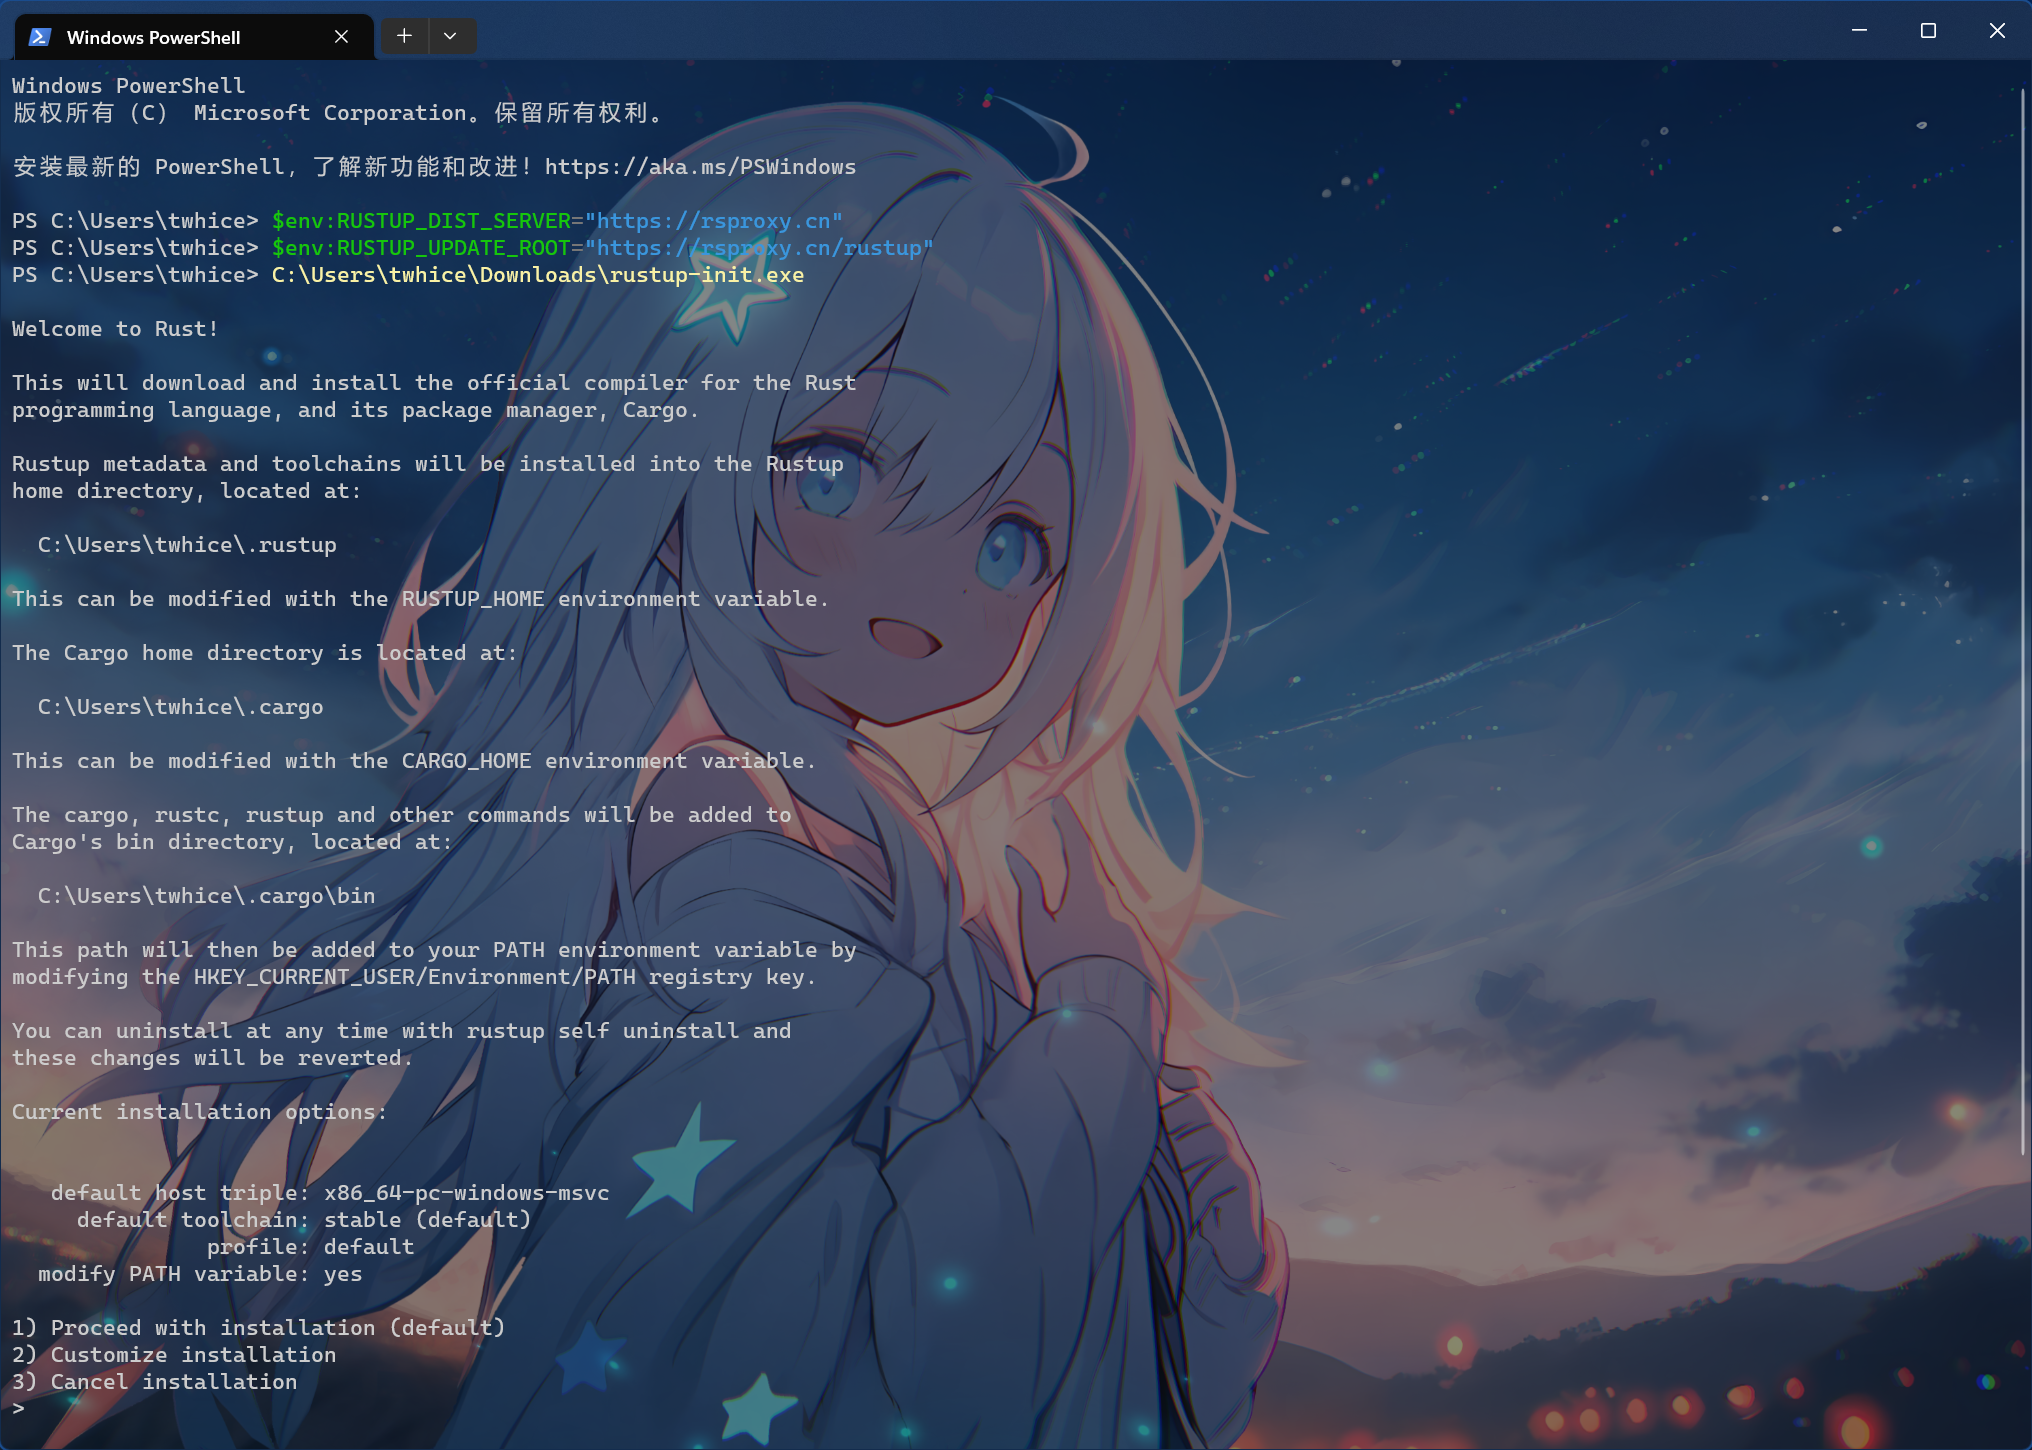 Windows PowerShell
Windows PowerShell
版权所有 (C) Microsoft Corporation。保留所有权利。
安装最新的 PowerShell，了解新功能和改进！https://aka.ms/PSWindows
PS C:\Users\twhice> $env:RUSTUP_DIST_SERVER="https://rsproxy.cn"
PS C:\Users\twhice> $env:RUSTUP_UPDATE_ROOT="https://rsproxy.cn/rustup"
PS C:\Users\twhice> C:\Users\twhice\Downloads\rustup-init.exe
Welcome to Rust!
This will download and install the official compiler for the Rust
programming language, and its package manager, Cargo.
Rustup metadata and toolchains will be installed into the Rustup
home directory, located at:
C:\Users\twhice\.rustup
This can be modified with the RUSTUP_HOME environment variable.
The Cargo home directory is located at:
C:\Users\twhice\.cargo
This can be modified with the CARGO_HOME environment variable.
The cargo, rustc, rustup and other commands will be added to
Cargo's bin directory, located at:
C:\Users\twhice\.cargo\bin
This path will then be added to your PATH environment variable by
modifying the HKEY_CURRENT_USER/Environment/PATH registry key.
You can uninstall at any time with rustup self uninstall and
these changes will be reverted.
Current installation options:
default host triple: x86_64-pc-windows-msvc
default toolchain: stable (default)
profile: default
modify PATH variable: yes
1) Proceed with installation (default)
2) Customize installation
3) Cancel installation
>